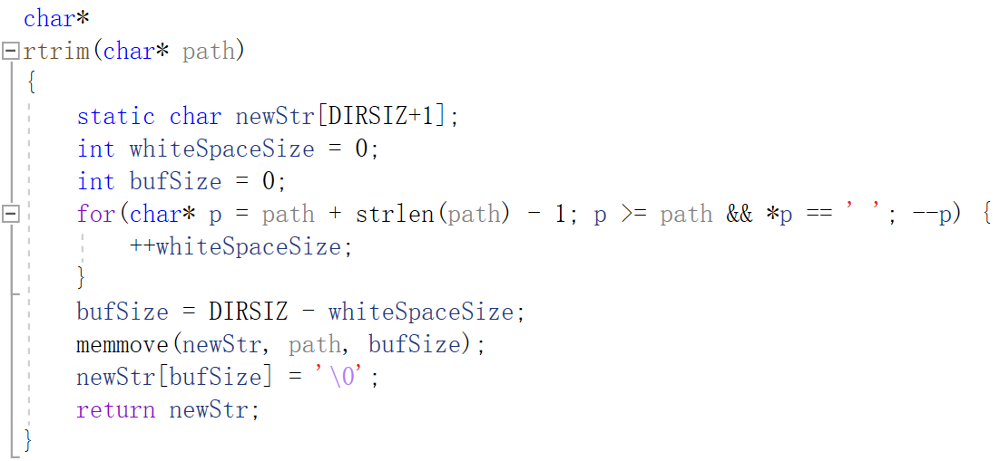 char*
rtrim(char* path)
{
    static char newStr[DIRSIZ+1];
    int whiteSpaceSize = 0;
    int bufSize = 0;
    for(char* p = path + strlen(path) - 1; p >= path && *p == ' '; --p) {
        ++whiteSpaceSize;
    }
    bufSize = DIRSIZ - whiteSpaceSize;
    memmove(newStr, path, bufSize);
    newStr[bufSize] = '\0';
    return newStr;
}